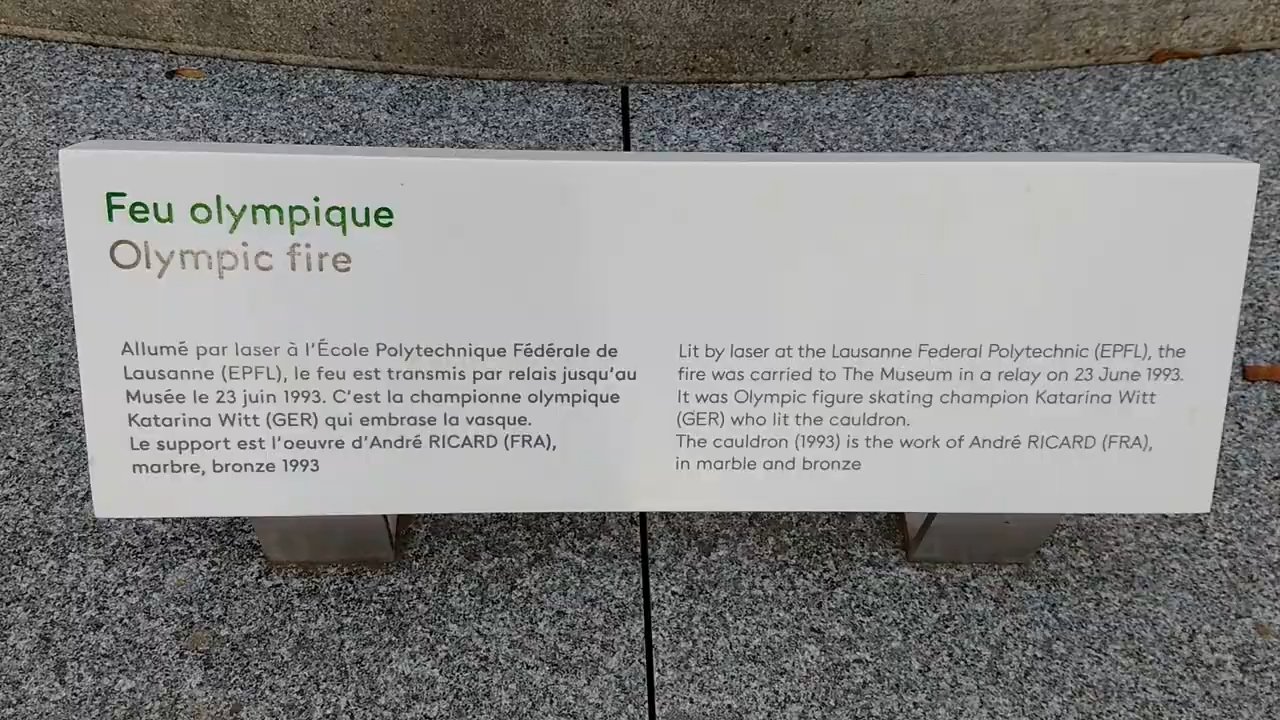 Feu olympique
Olympic fire
Allumé par laser à l'École Polytechnique Fédérale de
Lausanne (EPFL), le feu est transmis par relais jusqu'au
Musée le 23 juin 1993. C'est la championne olympique
Katarina Witt (GER) qui embrase la vasque.
Le support est l'oeuvre d'André RICARD (FRA),
marbre, bronze 1993
Lit by laser at the Lausanne Federal Polytechnic (EPFL), the
fire was carried to The Museum in a relay on 23 June 1993.
It was Olympic figure skating champion Katarina Witt
(GER) who lit the cauldron.
The cauldron (1993) is the work of André RICARD (FRA),
in marble and bronze